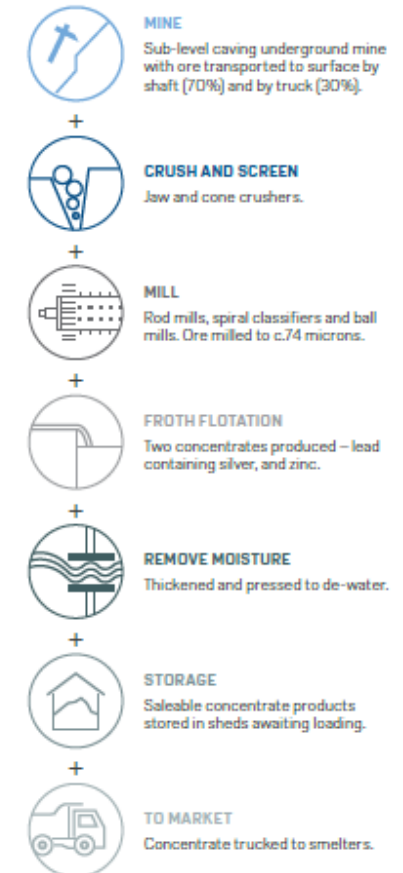 MINE
Sub-level caving underground mine
with ore transported to surface by
shaft (70%) and by truck (30%).
+
CRUSH AND SCREEN
Jaw and cone crushers.
+
MILL
Rod mills, spiral classifiers and ball
mills. Ore milled to c.74 microns.
+
FROTH FLOTATION
Two concentrates produced – lead
containing silver, and zinc.
+
REMOVE MOISTURE
Thickened and pressed to de-water.
+
STORAGE
Saleable concentrate products
stored in sheds awaiting loading.
+
TO MARKET
Concentrate trucked to smelters.